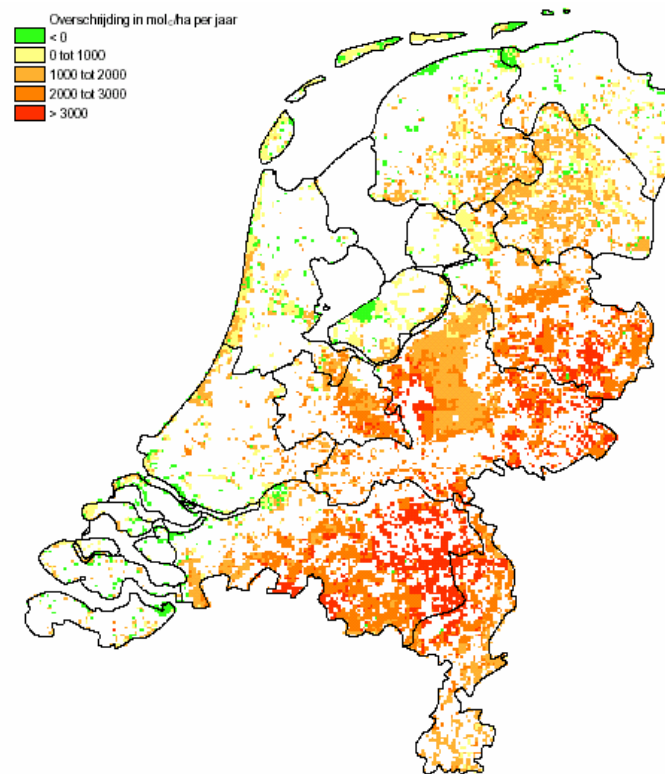 Overschrijding in molc/ha per jaar
< 0
0 tot 1000
1000 tot 2000
2000 tot 3000
> 3000